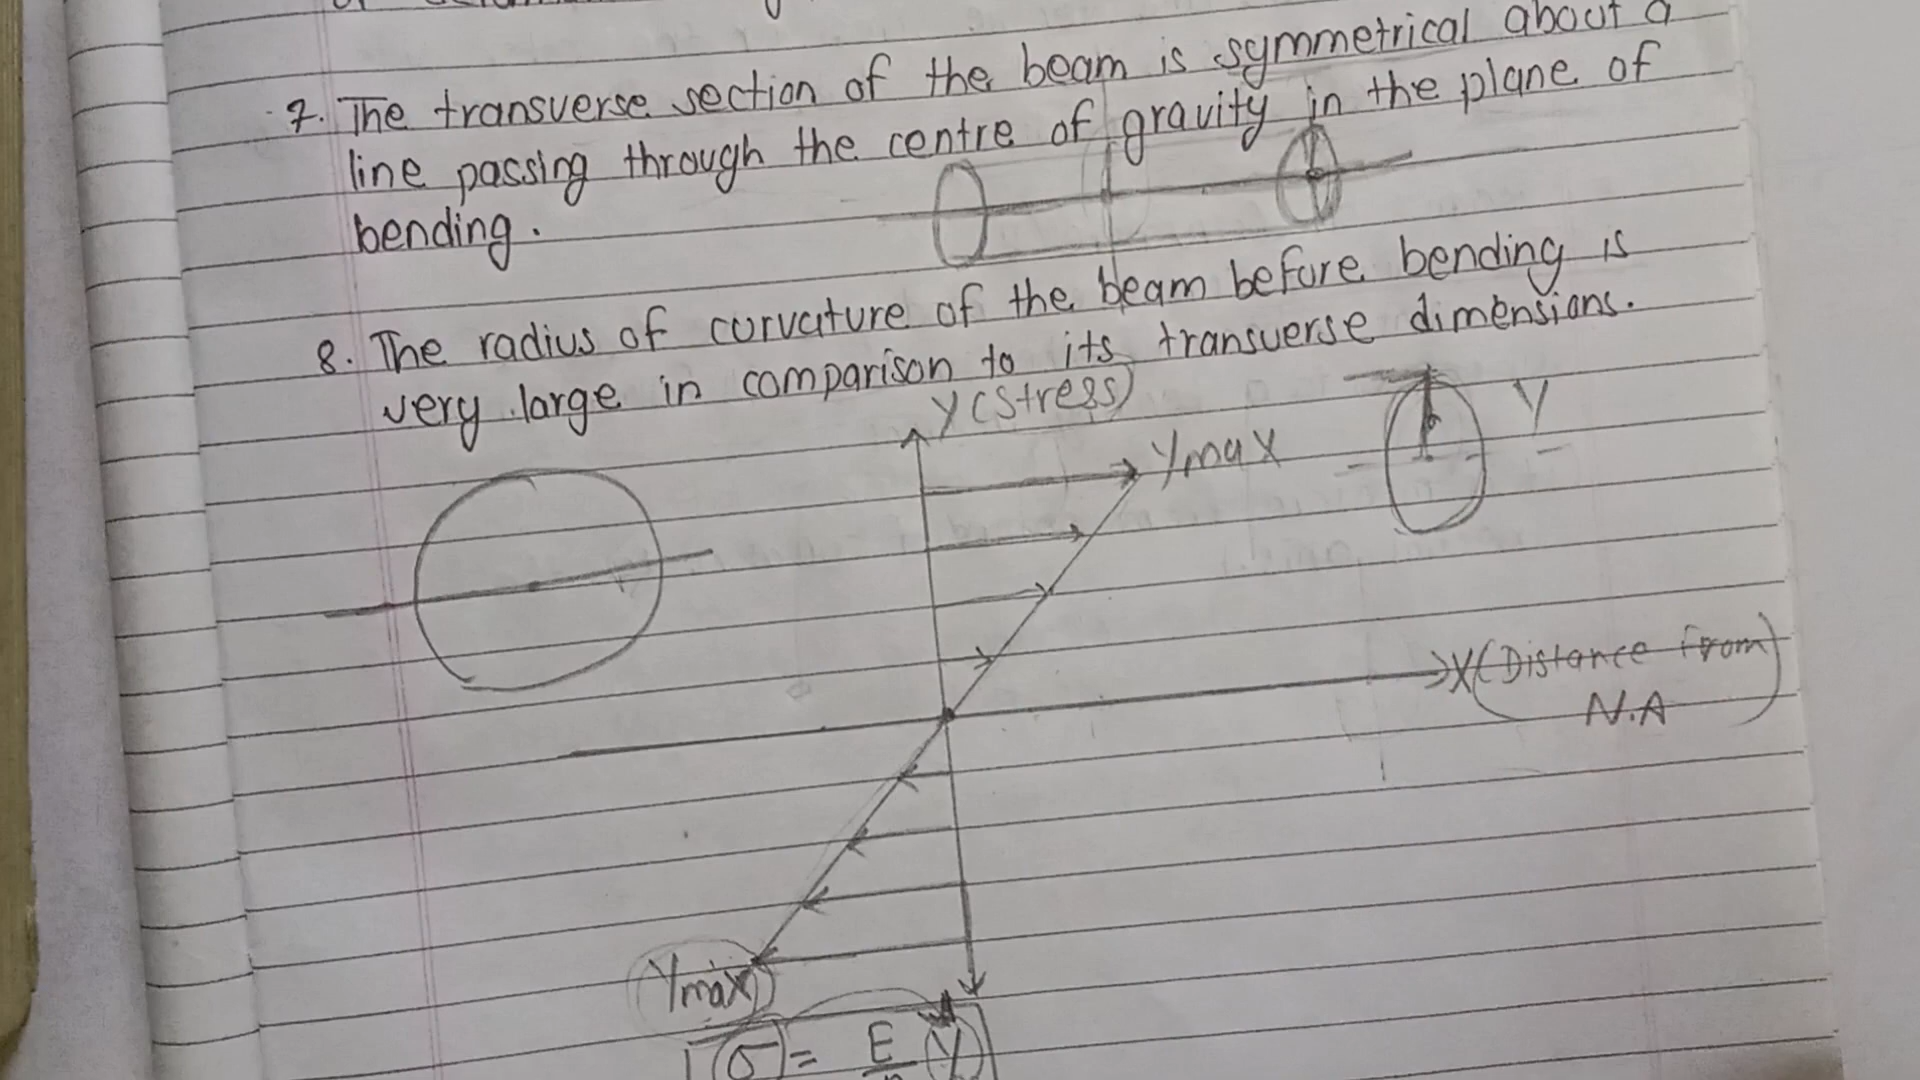 7. The transverse section of the beam is symmetrical about a
line passing through the centre of gravity in the plane of
bending.
8. The radius of curvature of the beam before bending is
very large in comparison to its transverse dimensions.
Y (Stress)
Ymax
Y
X (Distance from)
N.A
Ymax
σ = E Y